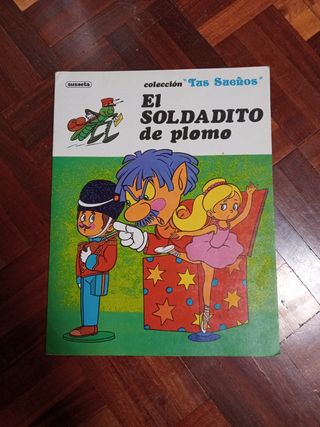 susaeta
colección "Tus Sueños"
El
SOLDADITO
de plomo